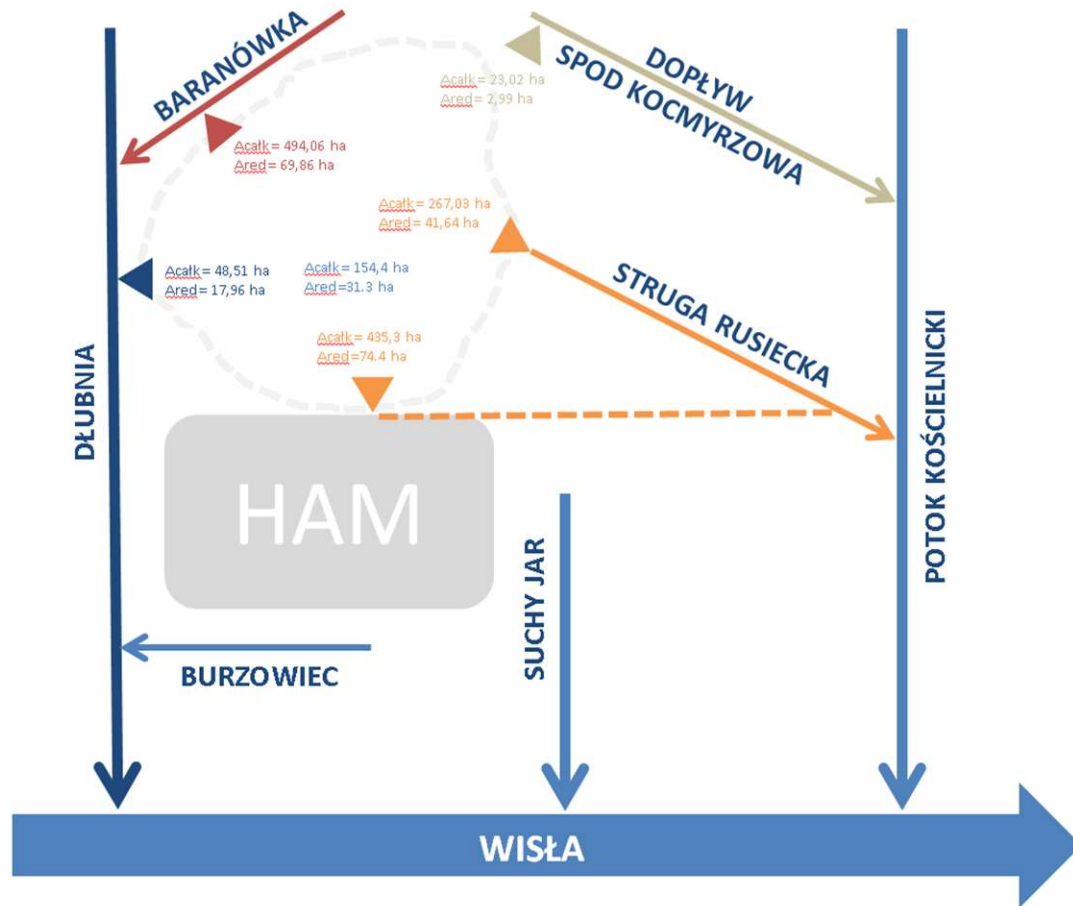 BARANÓWKA
DOPŁYW
SPOD KOCMYRZOWA
Acałk= 23,02 ha
Ared= 2,99 ha
Acałk= 494,06 ha
Ared= 69,86 ha
Acałk= 267,03 ha
Ared= 41,64 ha
Acałk= 48,51 ha
Ared= 17,96 ha
Acałk= 154,4 ha
Ared=31.3 ha
STRUGA RUSIECKA
Acałk= 435,3 ha
Ared=74.4 ha
DŁUBNIA
POTOK KOŚCIELNICKI
HAM
SUCHY JAR
BURZOWIEC
WISŁA